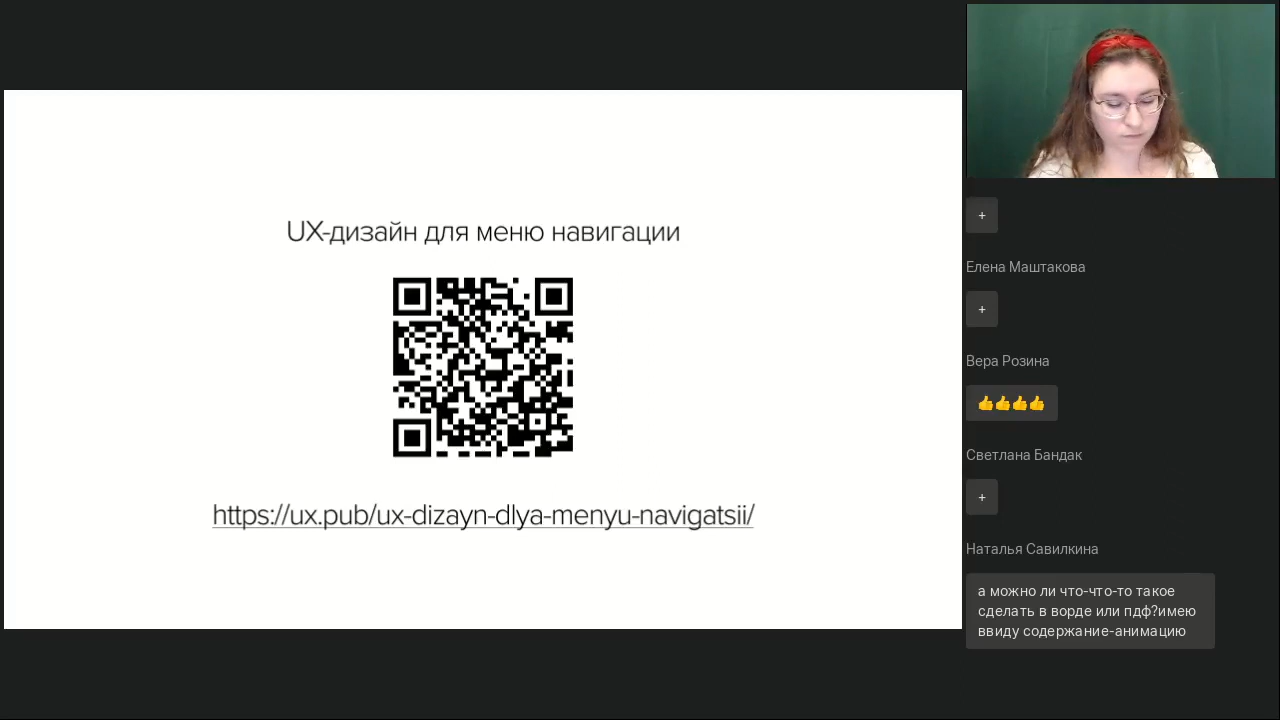 UX-дизайн для меню навигации
https://ux.pub/ux-dizayn-dlya-menyu-navigatsii/
+
Елена Маштакова
+
Вера Розина
👍👍👍👍
Светлана Бандак
+
Наталья Савилкина
а можно ли что-что-то такое
сделать в ворде или пдф?имею
ввиду содержание-анимацию